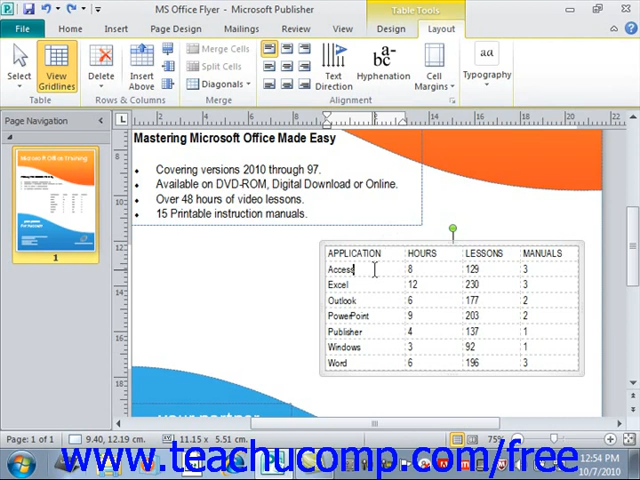 MS Office Flyer - Microsoft Publisher
Table Tools
File Home Insert Page Design Mailings Review View Design Layout
Select
View
Gridlines
Delete
Insert
Above
Merge Cells
Split Cells
Diagonals
Text
Direction
Hyphenation
Cell
Margins
Typography
Table Rows & Columns Merge Alignment
Page Navigation
1
Mastering Microsoft Office Made Easy
Covering versions 2010 through 97.
Available on DVD-ROM, Digital Download or Online.
Over 48 hours of video lessons.
15 Printable instruction manuals.
APPLICATION HOURS LESSONS MANUALS
Access 8 129 3
Excel 12 230 3
Outlook 6 177 2
PowerPoint 9 203 2
Publisher 4 137 1
Windows 3 92 1
Word 6 196 3
your partner
Page: 1 of 1 9.40, 12.19 cm. 11.15 x 5.51 cm. 75%
www.teachucomp.com/free
12:54 PM
10/7/2010